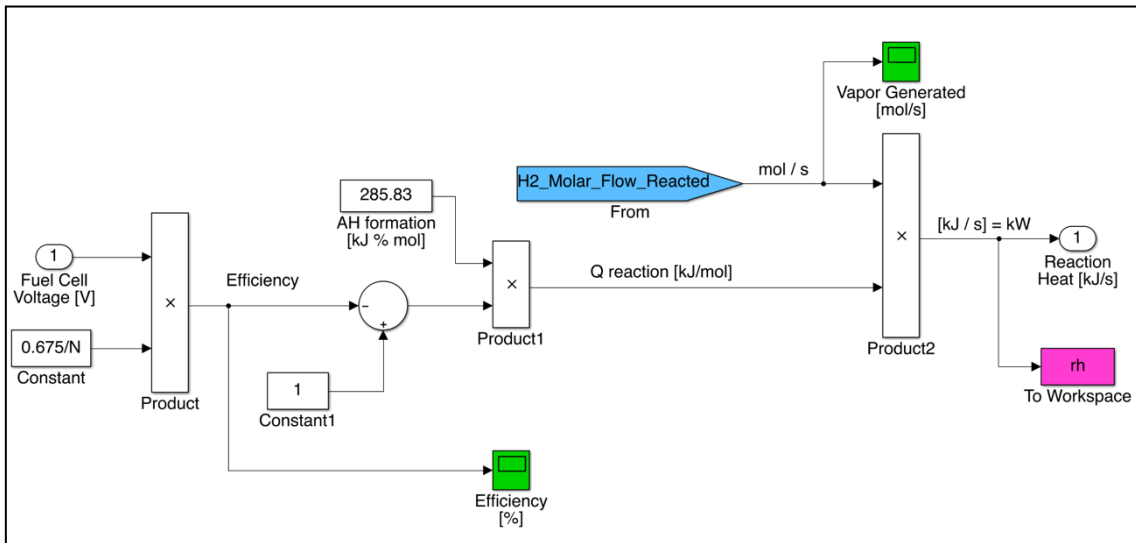 Vapor Generated
[mol/s]
H2_Molar_Flow_Reacted
From
mol / s
285.83
AH formation
[kJ % mol]
1
Fuel Cell
Voltage [V]
0.675/N
Constant
×
Product
Efficiency
−
+
1
Constant1
×
Product1
Q reaction [kJ/mol]
×
Product2
[kJ / s] = kW
1
Reaction
Heat [kJ/s]
rh
To Workspace
Efficiency
[%]